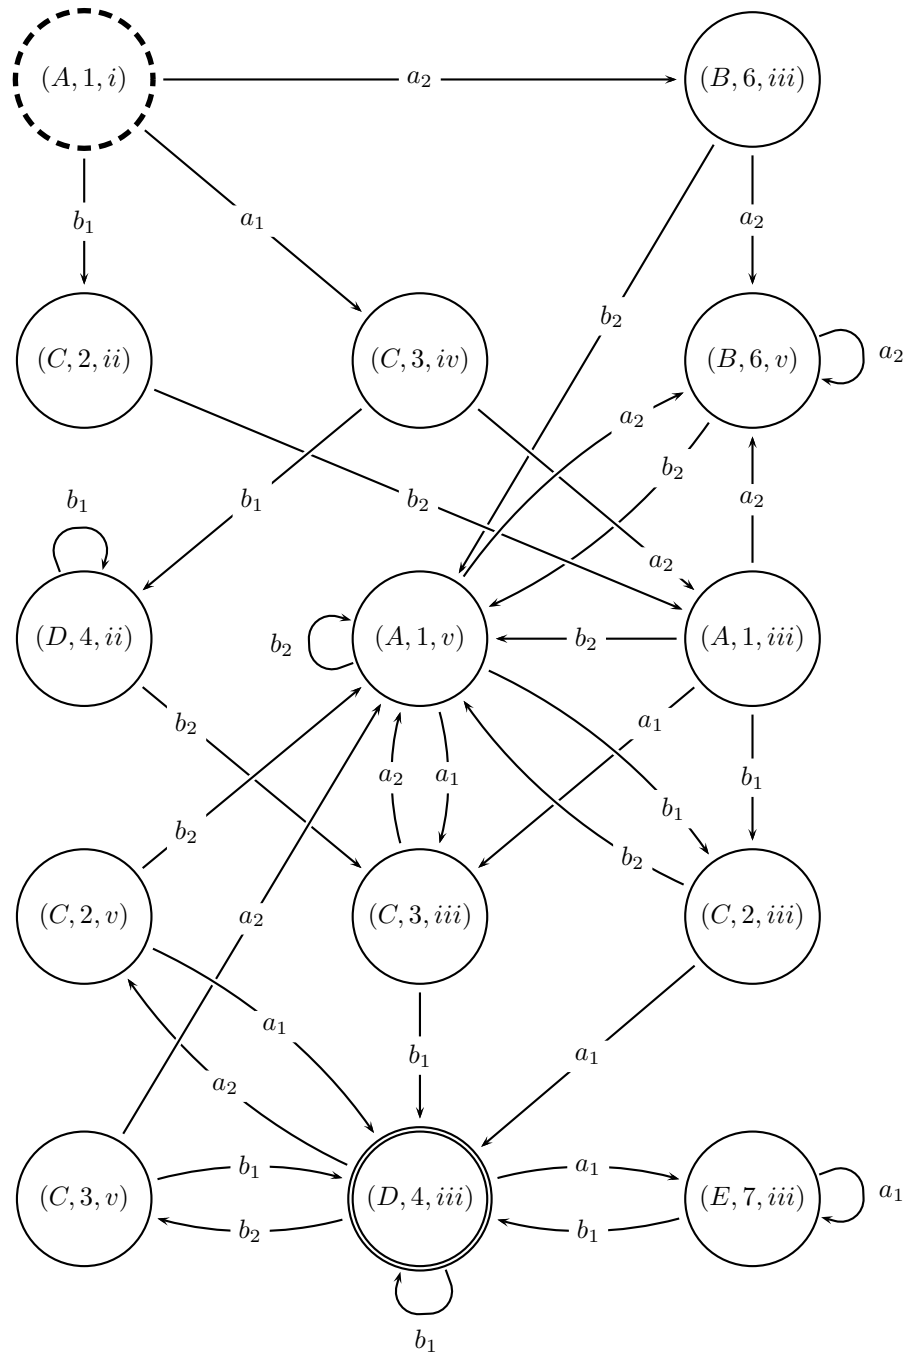 (A, 1, i)
a₂
(B, 6, iii)
b₁
a₁
a₂
b₂
(C, 2, ii)
(C, 3, iv)
(B, 6, v)
a₂
a₂
b₂
b₁
b₁
b₂
a₂
a₂
(D, 4, ii)
b₂
(A, 1, v)
b₂
(A, 1, iii)
b₂
a₁
a₂
a₁
b₁
b₁
b₂
b₂
(C, 2, v)
a₂
(C, 3, iii)
(C, 2, iii)
a₁
b₁
a₁
a₂
(C, 3, v)
b₁
b₂
(D, 4, iii)
a₁
b₁
(E, 7, iii)
a₁
b₁